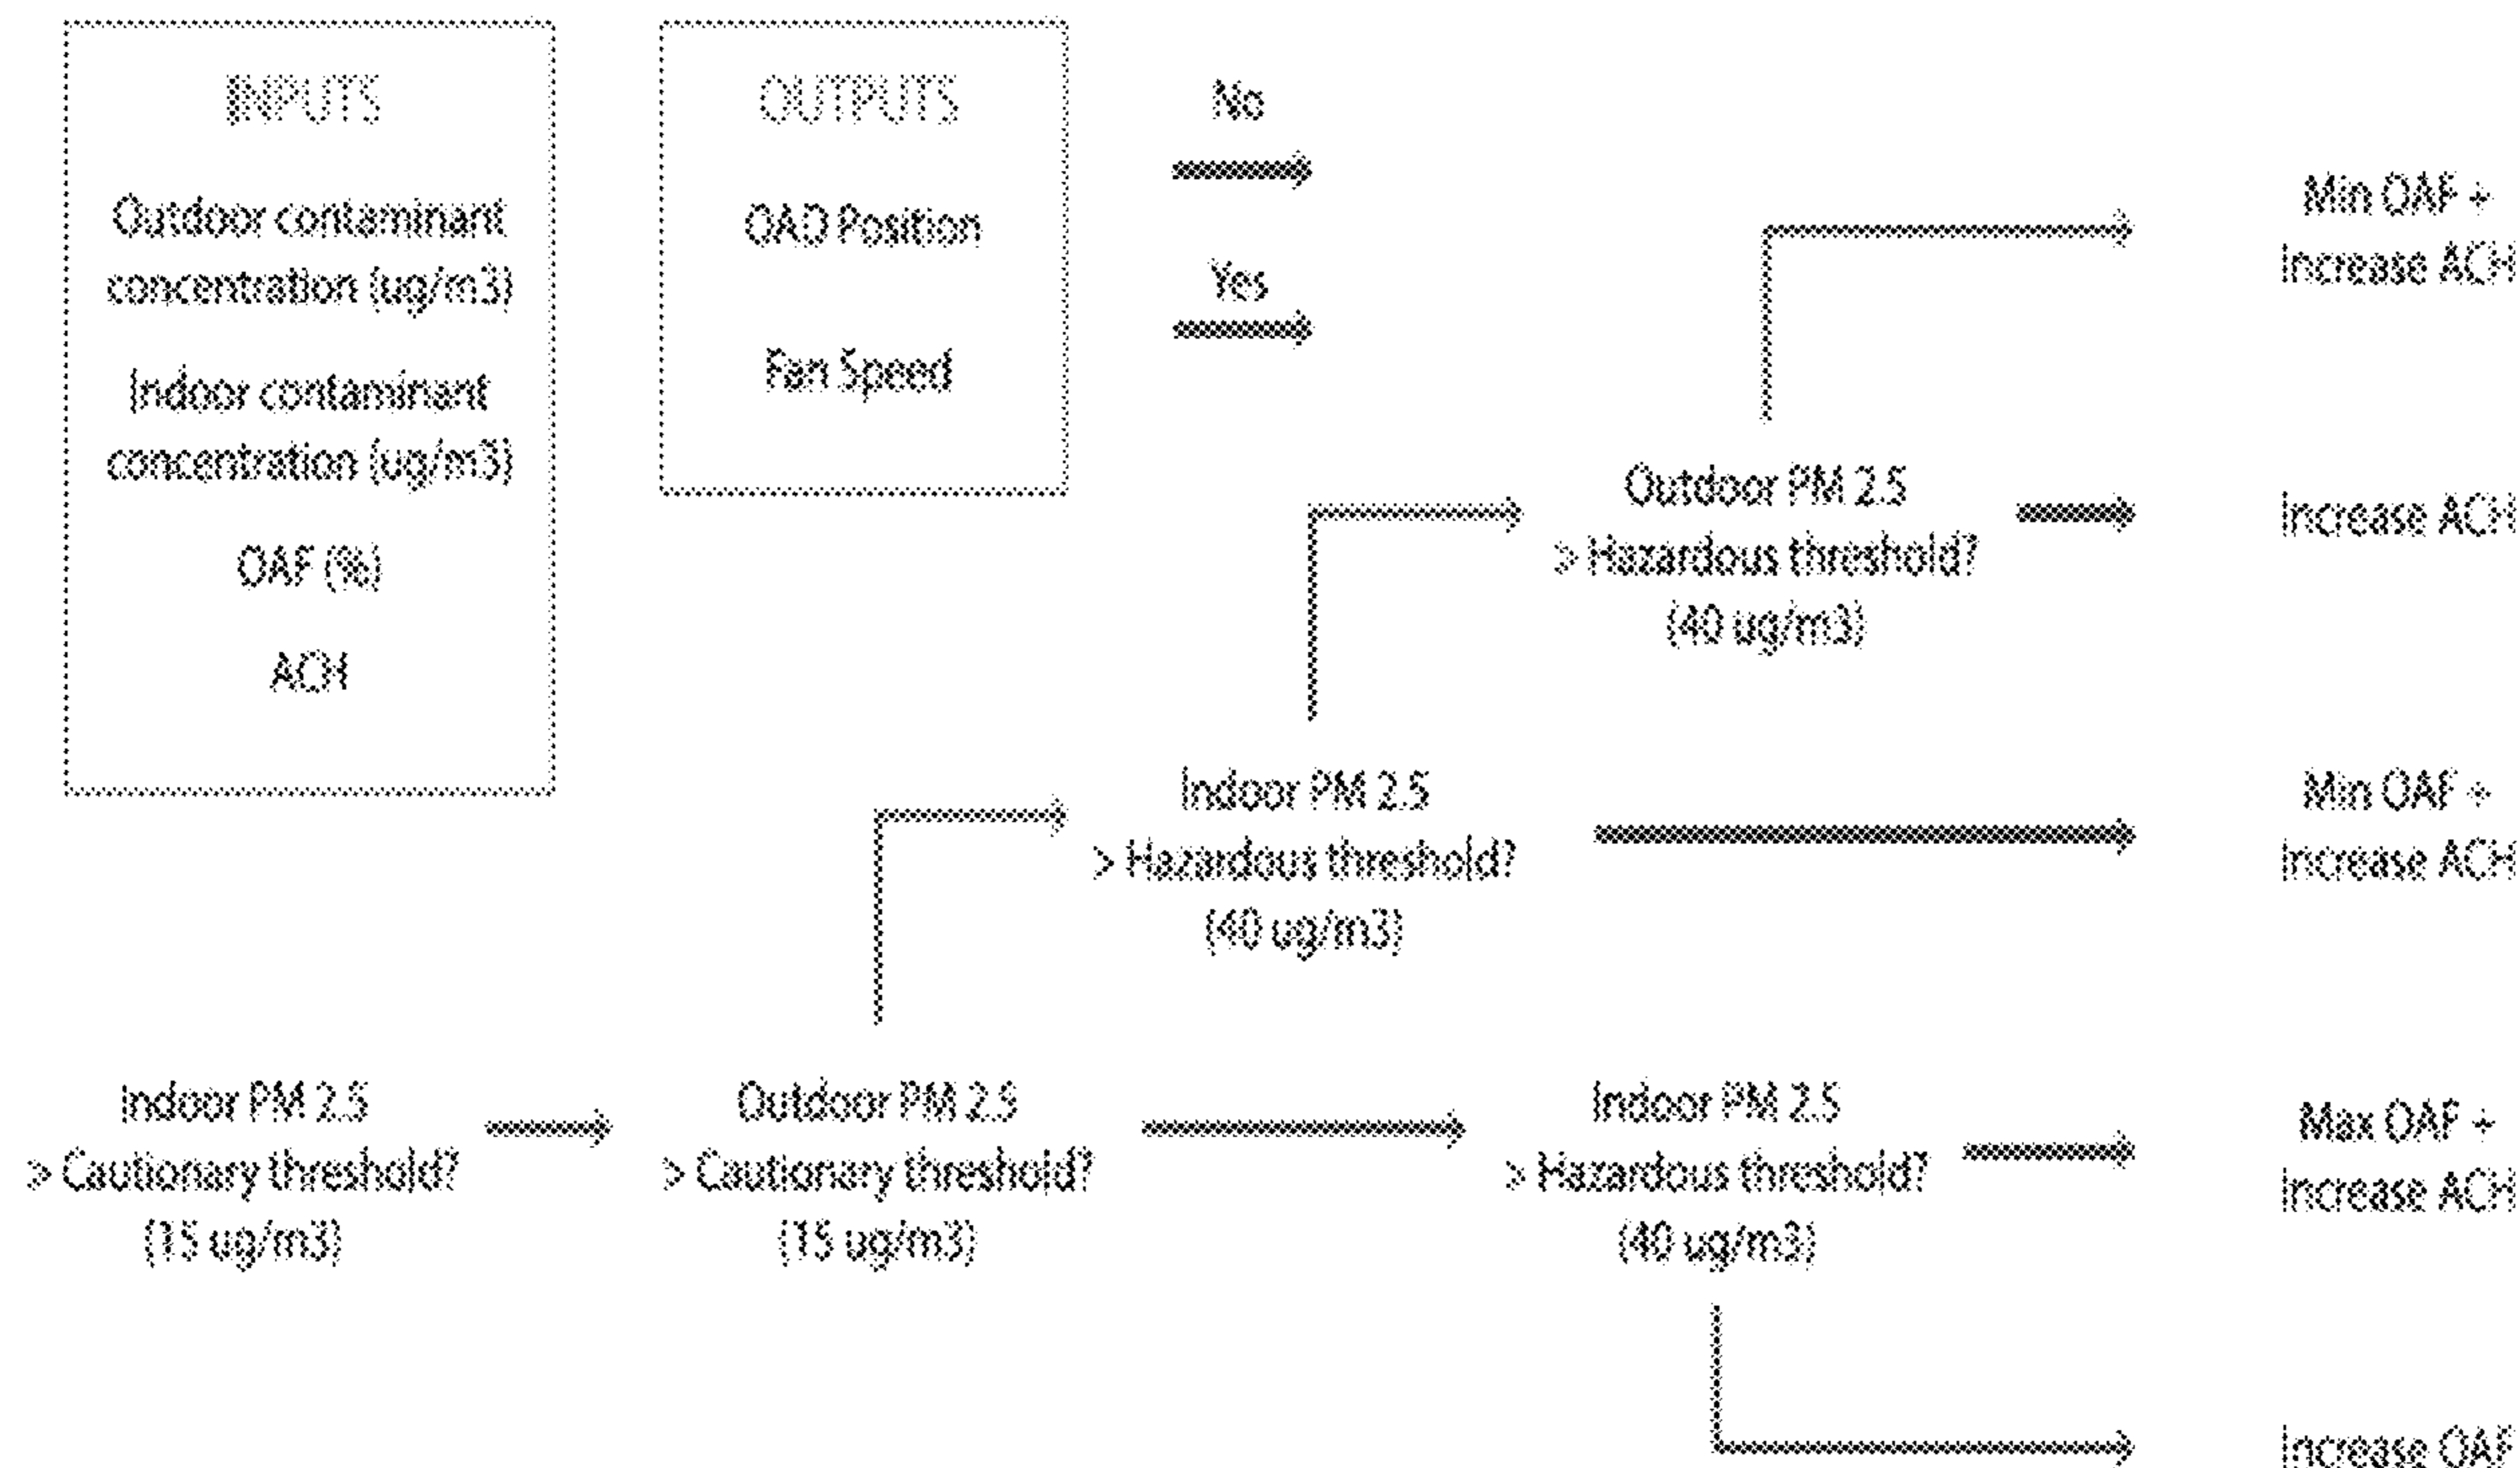 INPUTS
Outdoor contaminant
concentration (ug/m3)
Indoor contaminant
concentration (ug/m3)
OAF (%)
ACH
OUTPUTS
OAD Position
Fan Speed
No
Yes
Min OAF +
Increase ACH
Outdoor PM 2.5
> Hazardous threshold?
(40 ug/m3)
Increase ACH
Indoor PM 2.5
> Hazardous threshold?
(40 ug/m3)
Min OAF +
Increase ACH
Indoor PM 2.5
> Cautionary threshold?
(15 ug/m3)
Outdoor PM 2.5
> Cautionary threshold?
(15 ug/m3)
Indoor PM 2.5
> Hazardous threshold?
(40 ug/m3)
Max OAF +
Increase ACH
Increase OAF